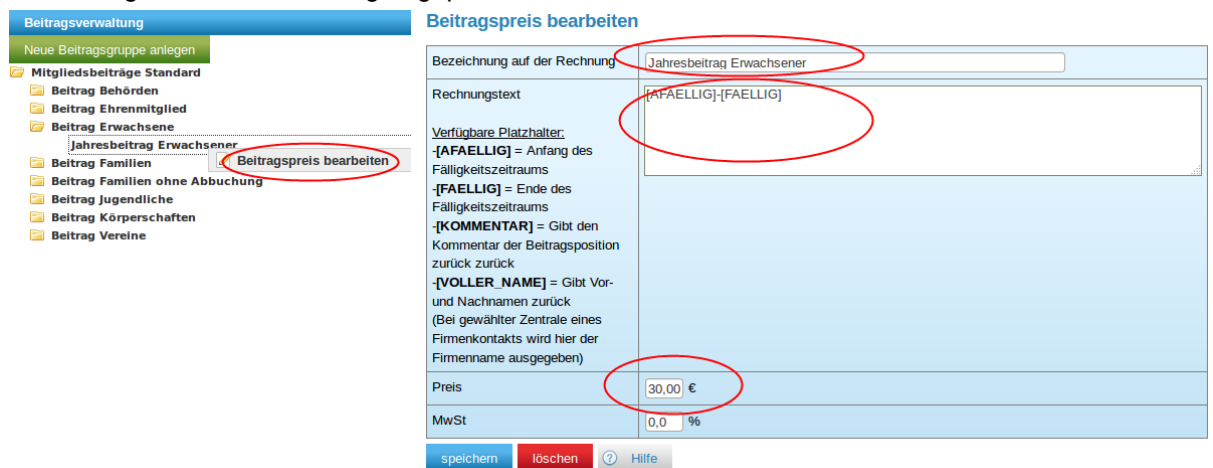 Beitragsverwaltung
Neue Beitragsgruppe anlegen
Mitgliedsbeiträge Standard
Beitrag Behörden
Beitrag Ehrenmitglied
Beitrag Erwachsene
Jahresbeitrag Erwachsener
Beitragspreis bearbeiten
Beitrag Familien
Beitrag Familien ohne Abbuchung
Beitrag Jugendliche
Beitrag Körperschaften
Beitrag Vereine
Beitragspreis bearbeiten
Bezeichnung auf der Rechnung
Jahresbeitrag Erwachsener
Rechnungstext
[AFAELLIG]-[FAELLIG]
Verfügbare Platzhalter:
-[AFAELLIG] = Anfang des
Fälligkeitszeitraums
-[FAELLIG] = Ende des
Fälligkeitszeitraums
-[KOMMENTAR] = Gibt den
Kommentar der Beitragsposition
zurück zurück
-[VOLLER_NAME] = Gibt Vor-
und Nachnamen zurück
(Bei gewählter Zentrale eines
Firmenkontakts wird hier der
Firmenname ausgegeben)
Preis
30,00 €
MwSt
0,0 %
speichern löschen ? Hilfe